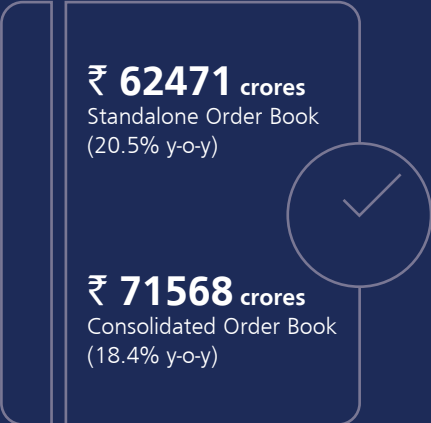 ₹ 62471 crores
Standalone Order Book
(20.5% y-o-y)
₹ 71568 crores
Consolidated Order Book
(18.4% y-o-y)